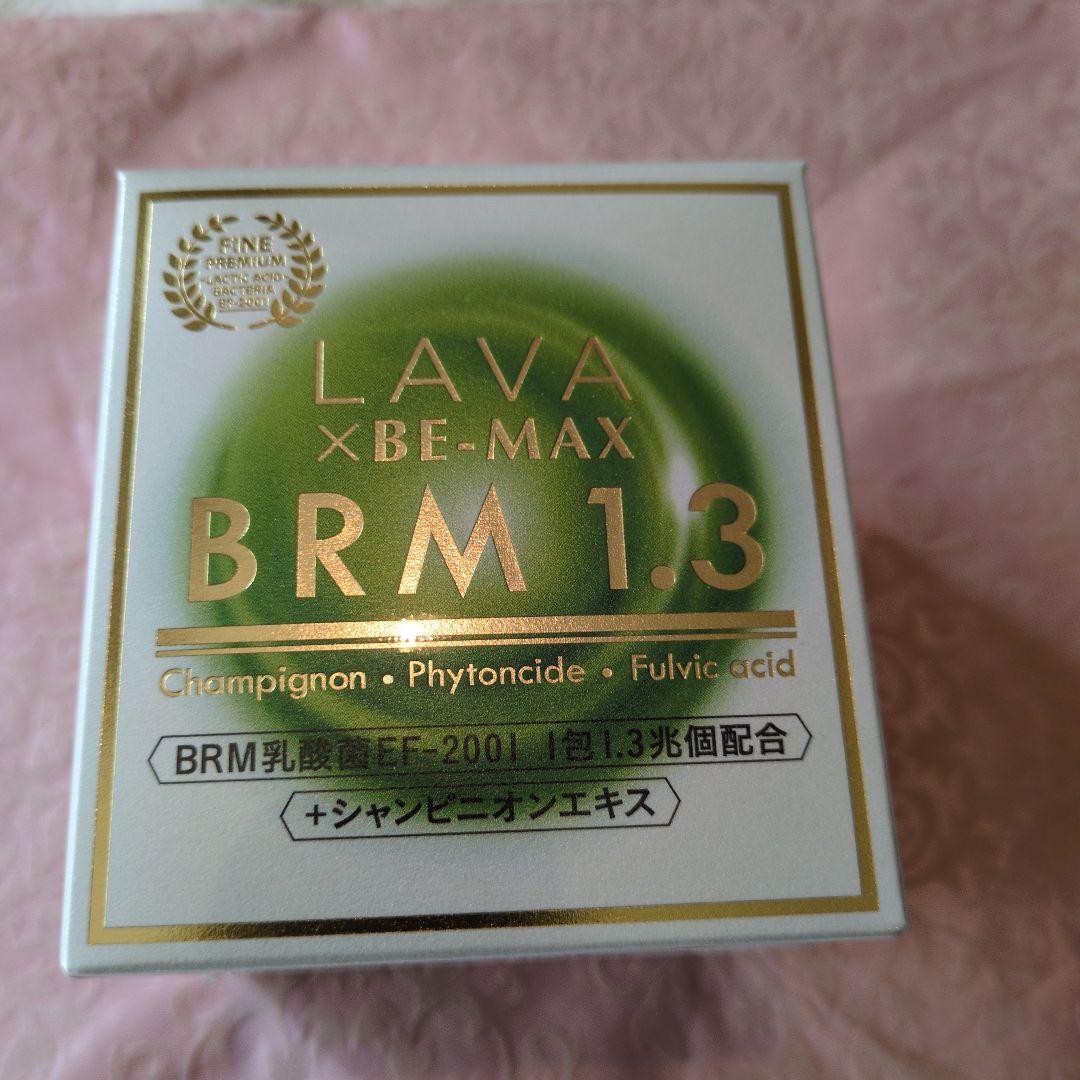 FINE
PREMIUM
-LACTIC ACID-
BACTERIA
EF-2001
LAVA
×BE-MAX
BRM 1.3
Champignon • Phytoncide • Fulvic acid
BRM乳酸菌EF-2001 1包1.3兆個配合
+シャンピニオンエキス